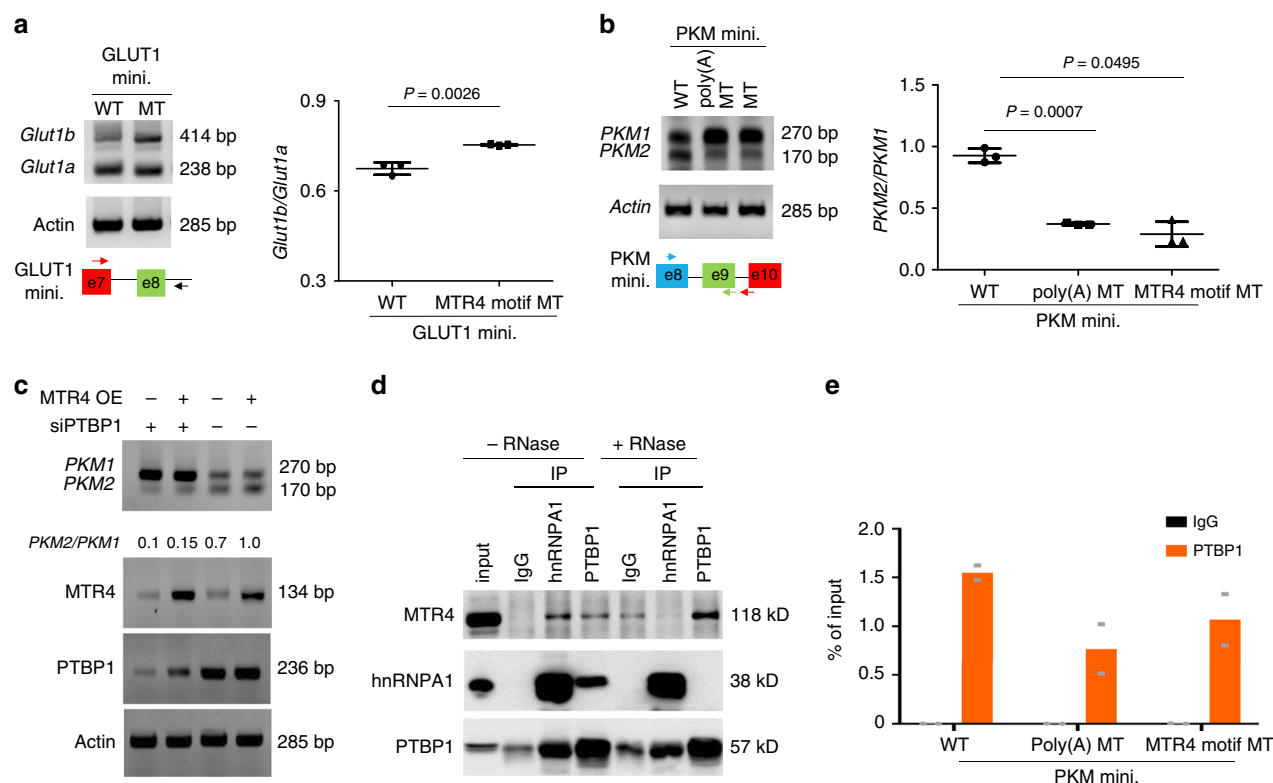 a
GLUT1
mini.
WT MT
Glut1b 414 bp
Glut1a 238 bp
Actin 285 bp
GLUT1
mini.
e7 e8
Glut1b/Glut1a
0.9
0.6
0.3
P = 0.0026
WT MTR4 motif MT
GLUT1 mini.
b
PKM mini.
WT
poly(A)
MT
MT
PKM1 270 bp
PKM2 170 bp
Actin 285 bp
PKM
mini.
e8 e9 e10
PKM2/PKM1
1.5
1.0
0.5
0.0
P = 0.0495
P = 0.0007
WT poly(A) MT MTR4 motif MT
PKM mini.
c
MTR4 OE – + – +
siPTBP1 + + – –
PKM1 270 bp
PKM2 170 bp
PKM2/PKM1 0.1 0.15 0.7 1.0
MTR4 134 bp
PTBP1 236 bp
Actin 285 bp
d
– RNase + RNase
IP IP
input IgG hnRNPA1 PTBP1 IgG hnRNPA1 PTBP1
MTR4 118 kD
hnRNPA1 38 kD
PTBP1 57 kD
e
IgG
PTBP1
% of input
2.0
1.5
1.0
0.5
0
WT Poly(A) MT MTR4 motif MT
PKM mini.